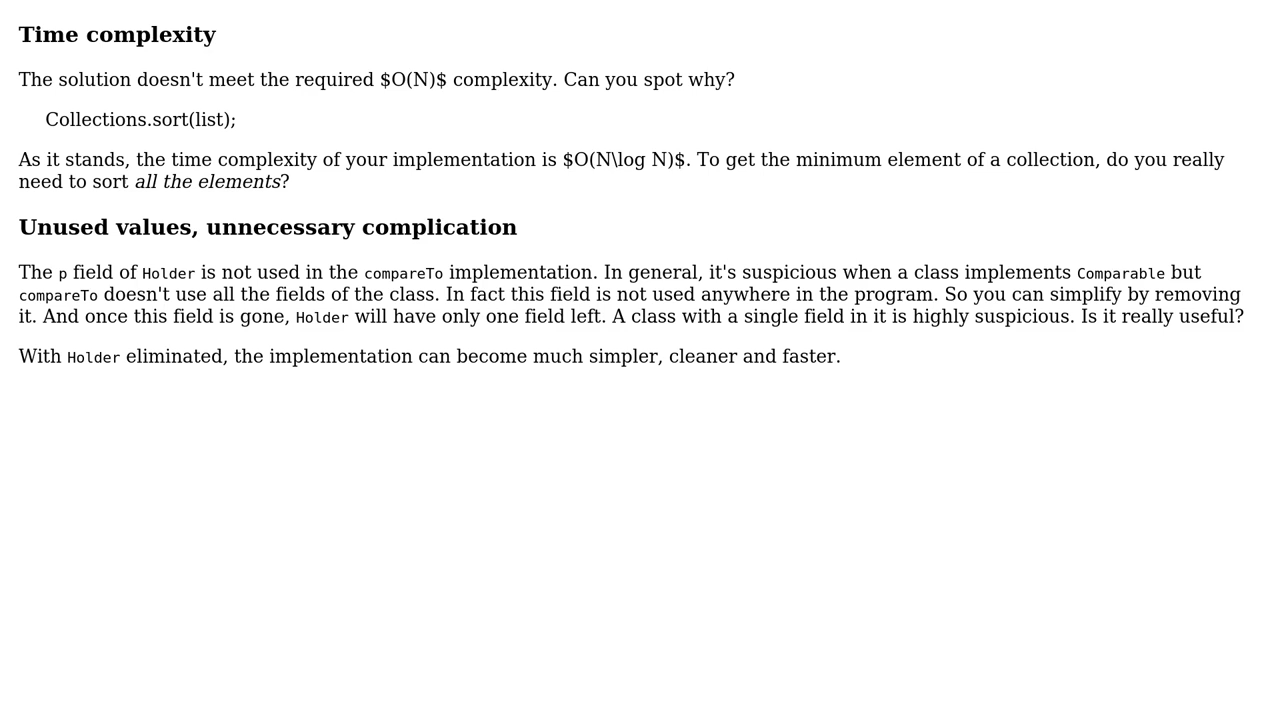 Time complexity
The solution doesn't meet the required $O(N)$ complexity. Can you spot why?
Collections.sort(list);
As it stands, the time complexity of your implementation is $O(N\log N)$. To get the minimum element of a collection, do you really
need to sort all the elements?
Unused values, unnecessary complication
The p field of Holder is not used in the compareTo implementation. In general, it's suspicious when a class implements Comparable but
compareTo doesn't use all the fields of the class. In fact this field is not used anywhere in the program. So you can simplify by removing
it. And once this field is gone, Holder will have only one field left. A class with a single field in it is highly suspicious. Is it really useful?
With Holder eliminated, the implementation can become much simpler, cleaner and faster.